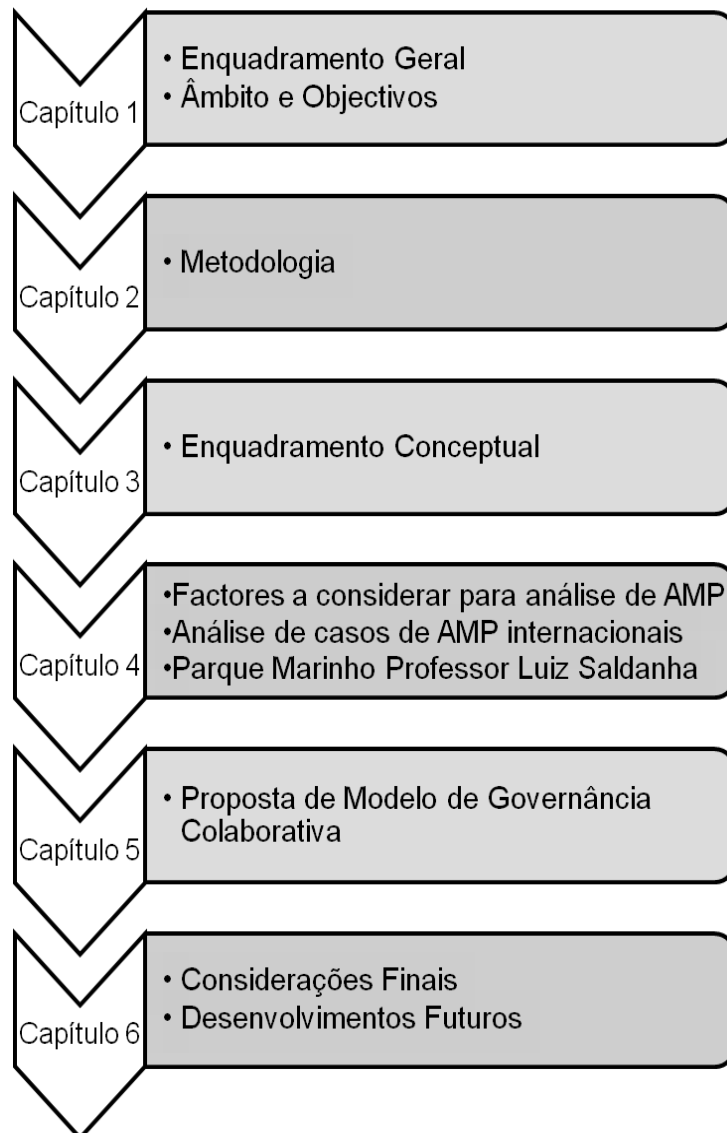 Capítulo 1
• Enquadramento Geral
• Âmbito e Objectivos
Capítulo 2
• Metodologia
Capítulo 3
• Enquadramento Conceptual
Capítulo 4
•Factores a considerar para análise de AMP
•Análise de casos de AMP internacionais
•Parque Marinho Professor Luiz Saldanha
Capítulo 5
• Proposta de Modelo de Governância
Colaborativa
Capítulo 6
• Considerações Finais
• Desenvolvimentos Futuros